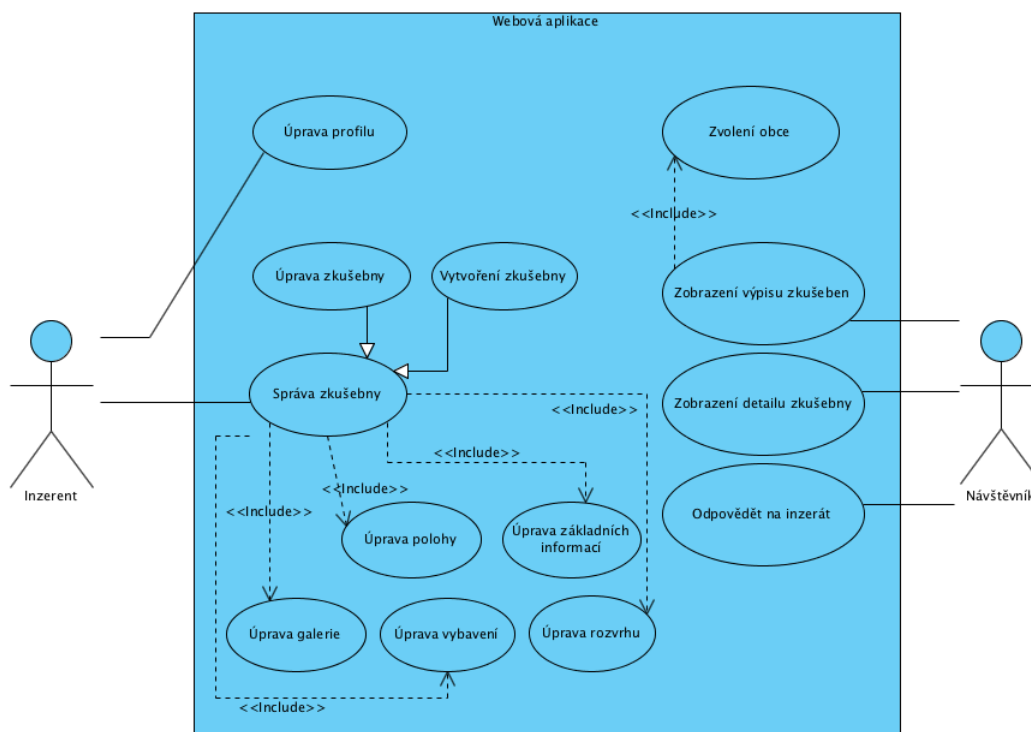 Webová aplikace
Úprava profilu
Zvolení obce
<<Include>>
Úprava zkušebny
Vytvoření zkušebny
Zobrazení výpisu zkušeben
Správa zkušebny
Zobrazení detailu zkušebny
<<Include>>
<<Include>>
<<Include>>
<<Include>>
Inzerent
Návštěvník
Odpovědět na inzerát
Úprava polohy
Úprava základních
informací
Úprava galerie
Úprava vybavení
Úprava rozvrhu
<<Include>>